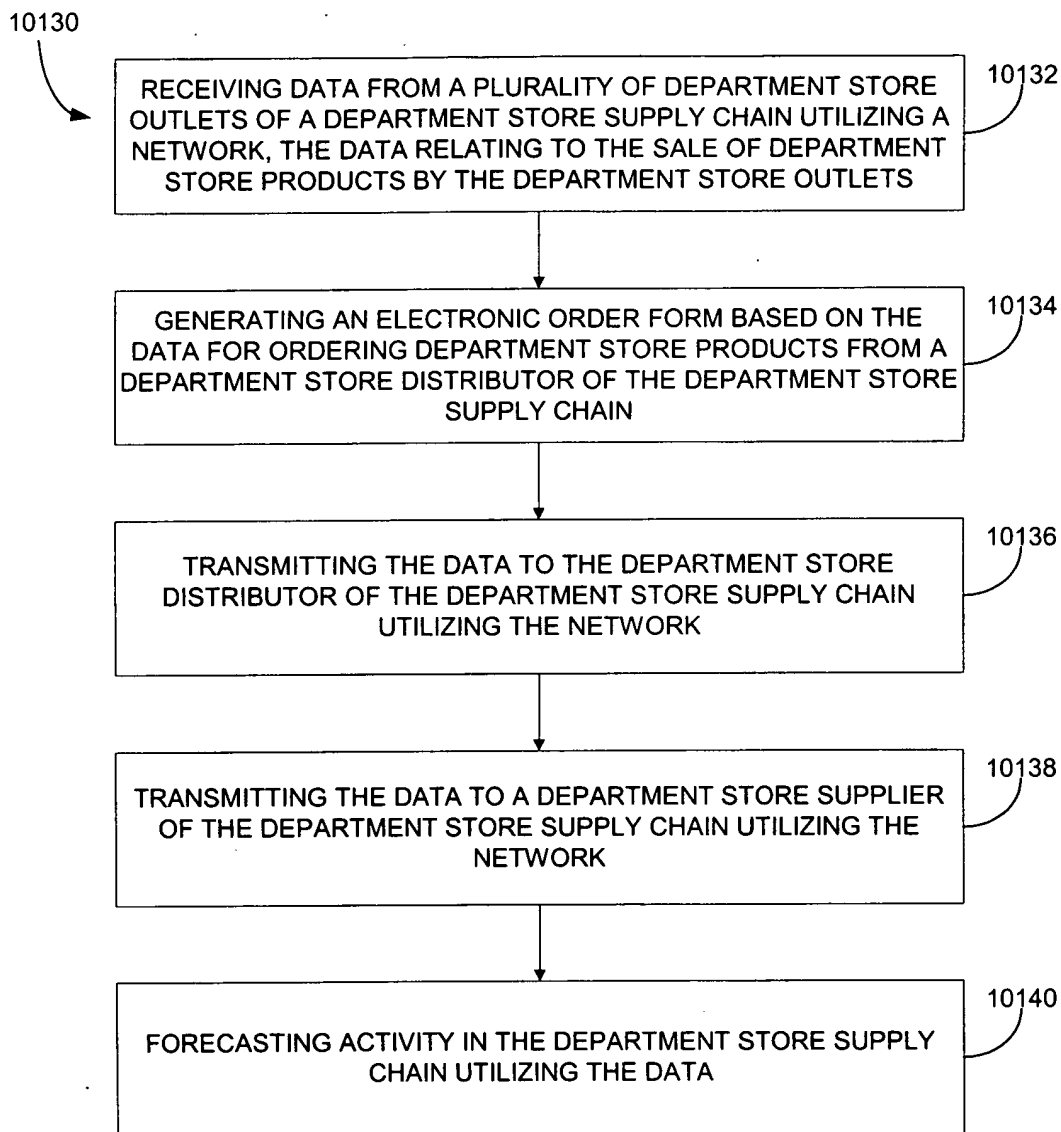 10130
10132
RECEIVING DATA FROM A PLURALITY OF DEPARTMENT STORE
OUTLETS OF A DEPARTMENT STORE SUPPLY CHAIN UTILIZING A
NETWORK, THE DATA RELATING TO THE SALE OF DEPARTMENT
STORE PRODUCTS BY THE DEPARTMENT STORE OUTLETS
10134
GENERATING AN ELECTRONIC ORDER FORM BASED ON THE
DATA FOR ORDERING DEPARTMENT STORE PRODUCTS FROM A
DEPARTMENT STORE DISTRIBUTOR OF THE DEPARTMENT STORE
SUPPLY CHAIN
10136
TRANSMITTING THE DATA TO THE DEPARTMENT STORE
DISTRIBUTOR OF THE DEPARTMENT STORE SUPPLY CHAIN
UTILIZING THE NETWORK
10138
TRANSMITTING THE DATA TO A DEPARTMENT STORE SUPPLIER
OF THE DEPARTMENT STORE SUPPLY CHAIN UTILIZING THE
NETWORK
10140
FORECASTING ACTIVITY IN THE DEPARTMENT STORE SUPPLY
CHAIN UTILIZING THE DATA